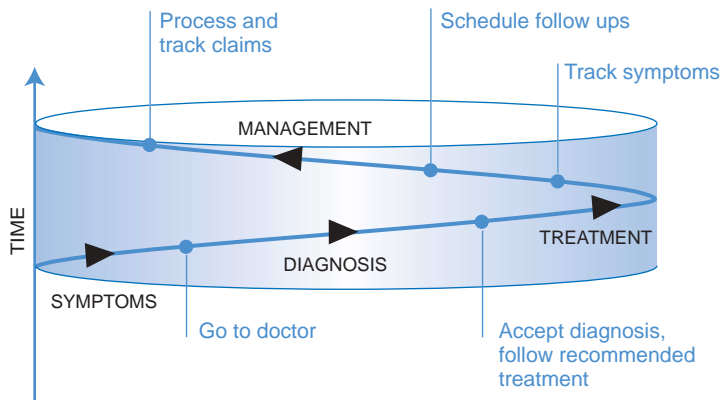 Process and
track claims
Schedule follow ups
Track symptoms
MANAGEMENT
TIME
TREATMENT
DIAGNOSIS
SYMPTOMS
Go to doctor
Accept diagnosis,
follow recommended
treatment